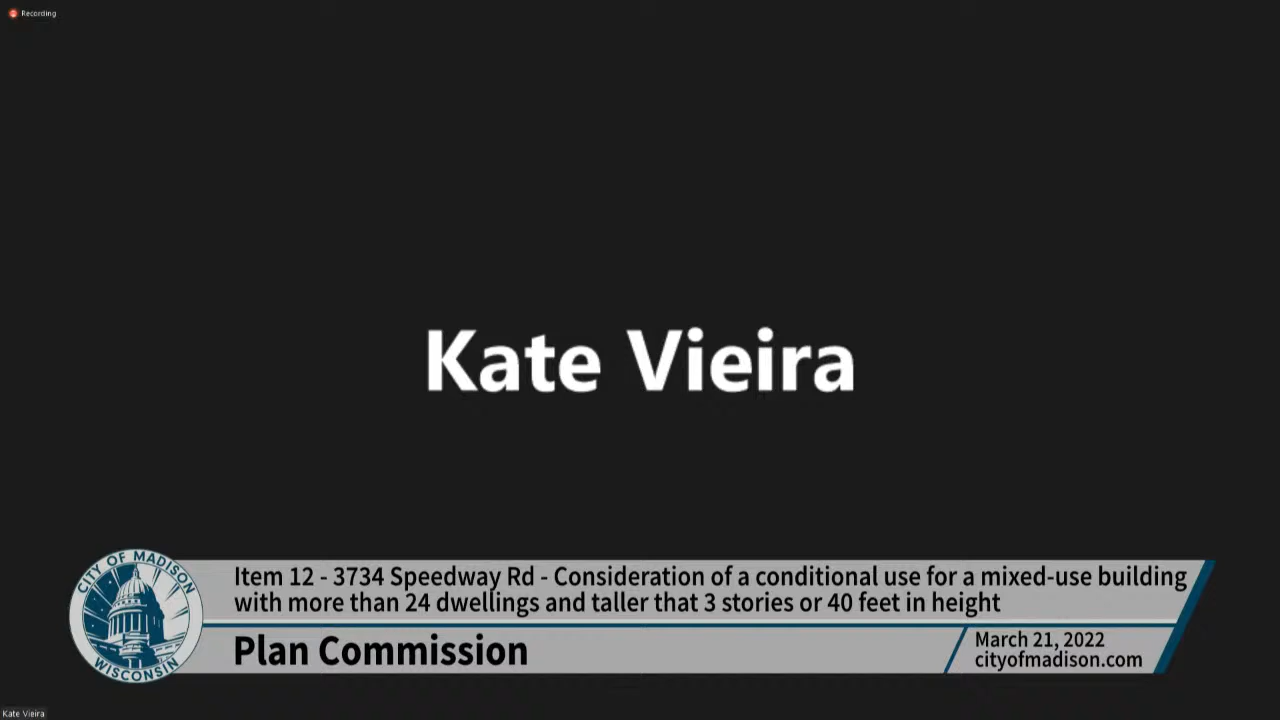 Recording
Kate Vieira
CITY OF MADISON
WISCONSIN
Item 12 - 3734 Speedway Rd - Consideration of a conditional use for a mixed-use building
with more than 24 dwellings and taller that 3 stories or 40 feet in height
Plan Commission
March 21, 2022
cityofmadison.com
Kate Vieira